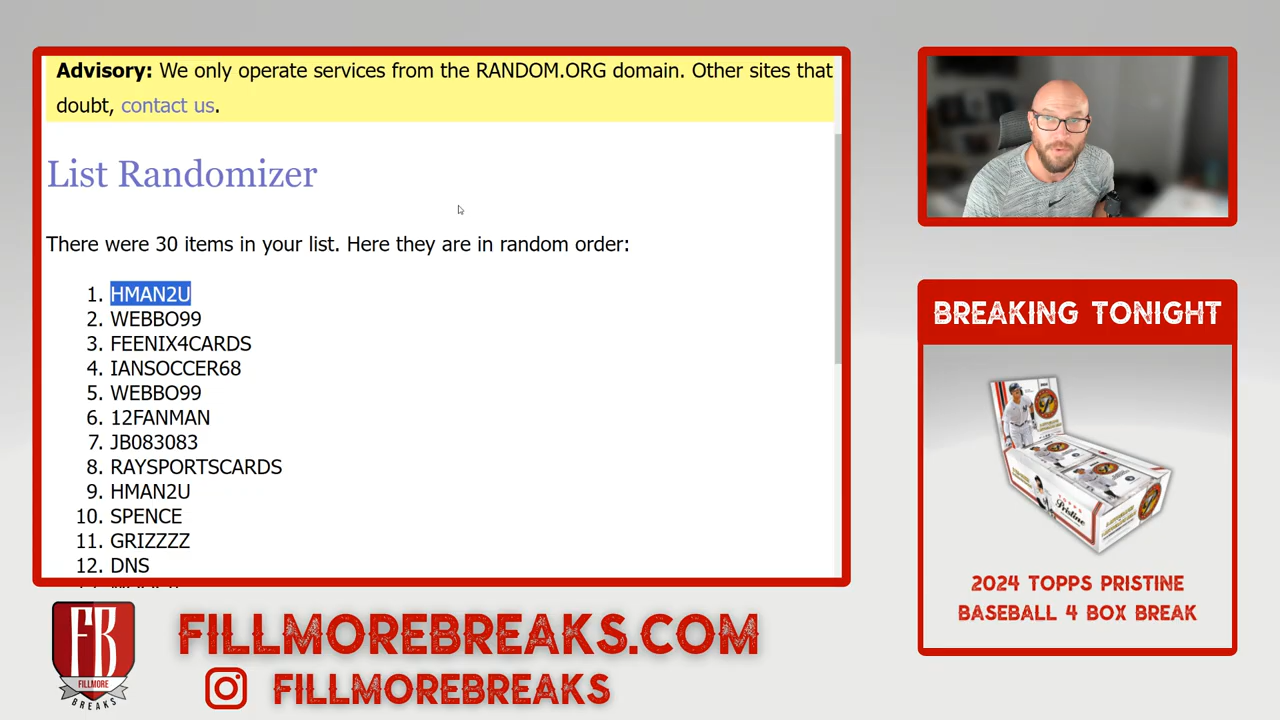 Advisory: We only operate services from the RANDOM.ORG domain. Other sites that
doubt, contact us.
List Randomizer
There were 30 items in your list. Here they are in random order:
1. HMAN2U
2. WEBBO99
3. FEENIX4CARDS
4. IANSOCCER68
5. WEBBO99
6. 12FANMAN
7. JB083083
8. RAYSPORTSCARDS
9. HMAN2U
10. SPENCE
11. GRIZZZZ
12. DNS
BREAKING TONIGHT
Pristine
2024 TOPPS PRISTINE
BASEBALL 4 BOX BREAK
FB
FILLMORE
BREAKS
FILLMOREBREAKS.COM
FILLMOREBREAKS